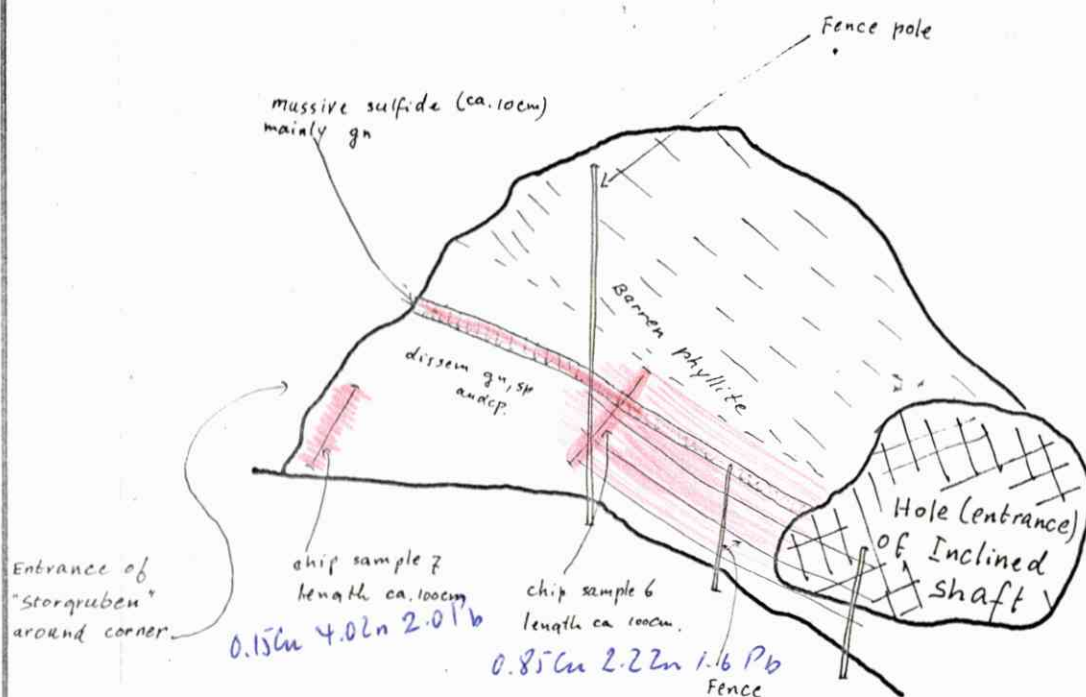 Fence pole
massive sulfide (ca. 10cm)
mainly gn
Barren phyllite
dissem gn, sp
and cp.
Hole (entrance)
of Inclined
shaft
Entrance of
"Storgruben"
around corner
chip sample 7
length ca. 100cm
0.15Cu 4.0Zn 2.0Pb
chip sample 6
length ca 100cm.
0.85Cu 2.2Zn 1.6Pb
Fence